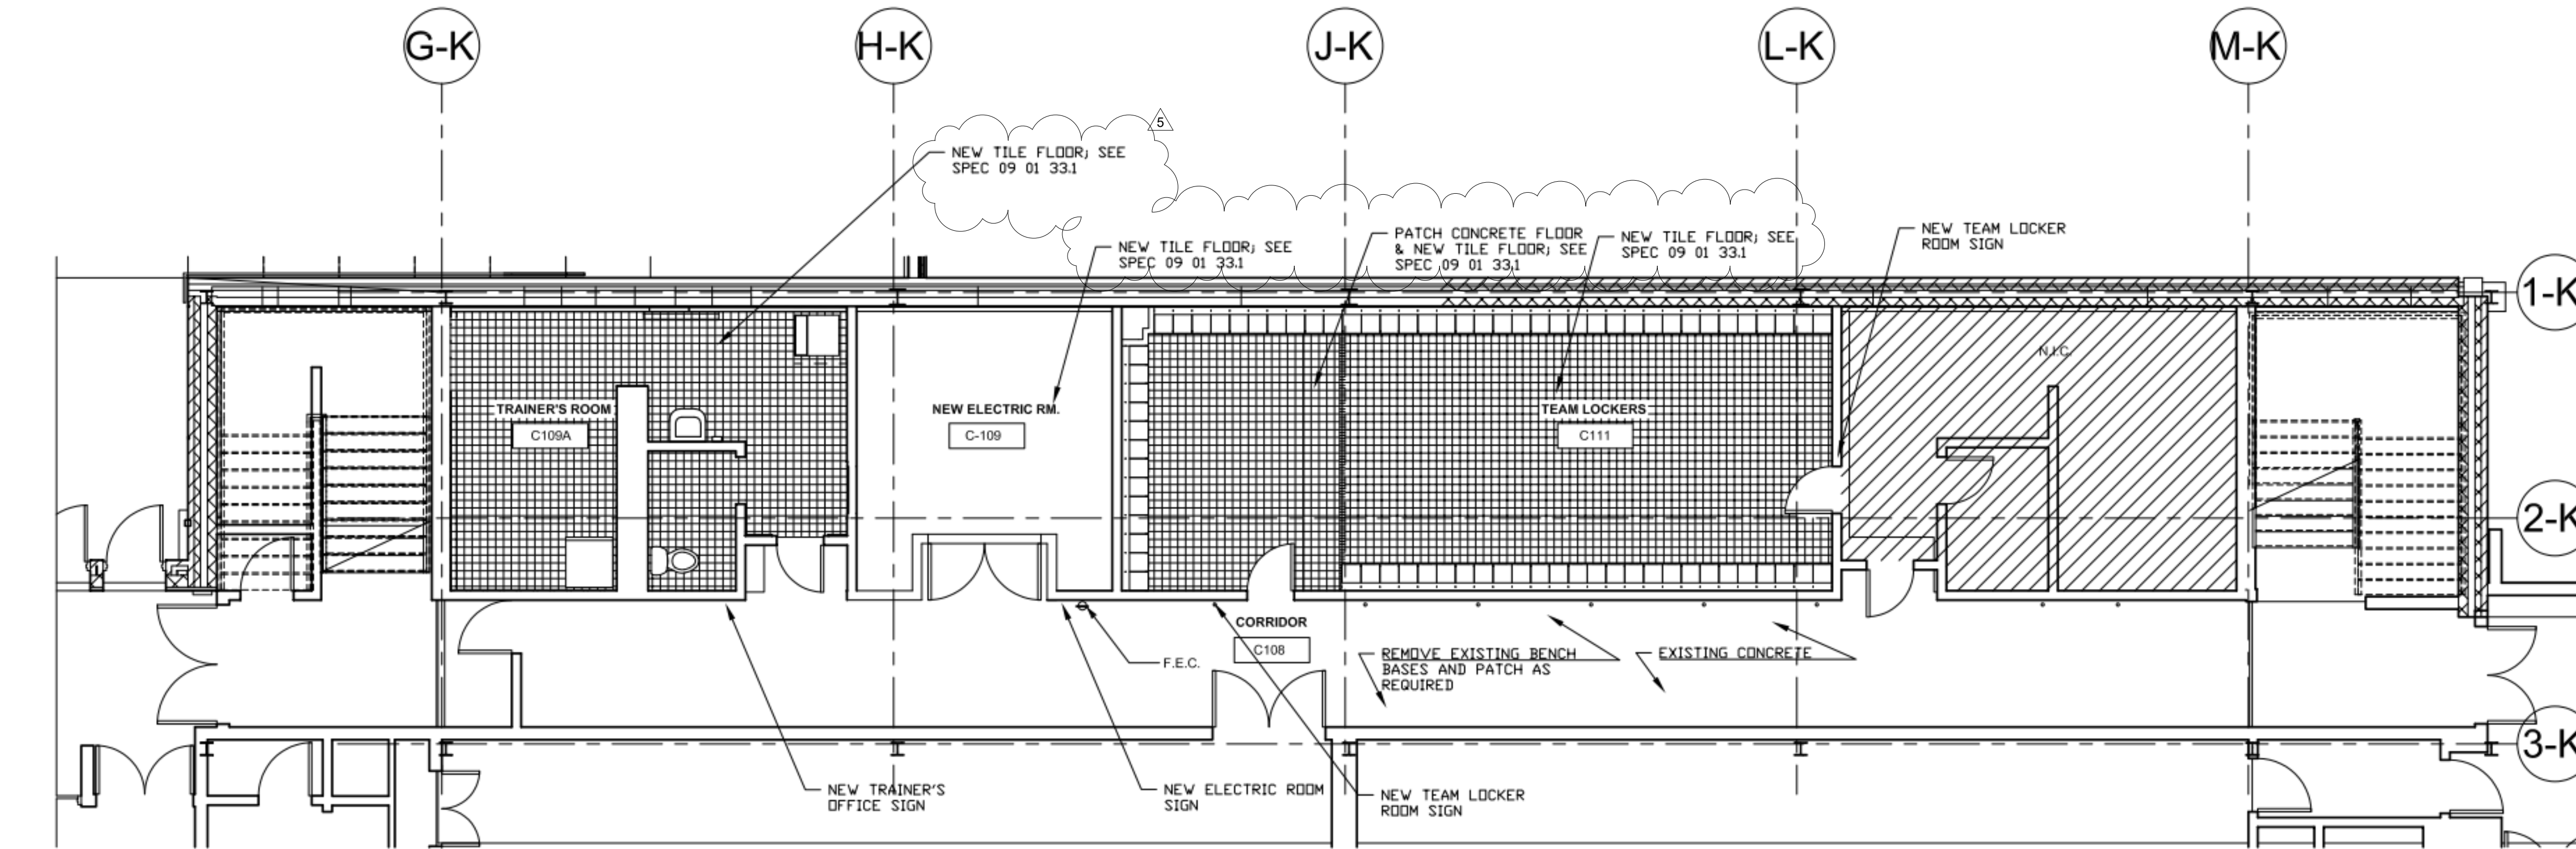 G-K
H-K
J-K
L-K
M-K
5
NEW TILE FLOOR; SEE
SPEC 09 01 33.1
NEW TILE FLOOR; SEE
SPEC 09 01 33.1
PATCH CONCRETE FLOOR
& NEW TILE FLOOR; SEE
SPEC 09 01 33.1
NEW TILE FLOOR; SEE
SPEC 09 01 33.1
NEW TEAM LOCKER
ROOM SIGN
1-K
N.I.C.
TRAINER'S ROOM
C109A
NEW ELECTRIC RM.
C-109
TEAM LOCKERS
C111
2-K
CORRIDOR
C108
F.E.C.
REMOVE EXISTING BENCH
BASES AND PATCH AS
REQUIRED
EXISTING CONCRETE
3-K
NEW TRAINER'S
OFFICE SIGN
NEW ELECTRIC ROOM
SIGN
NEW TEAM LOCKER
ROOM SIGN